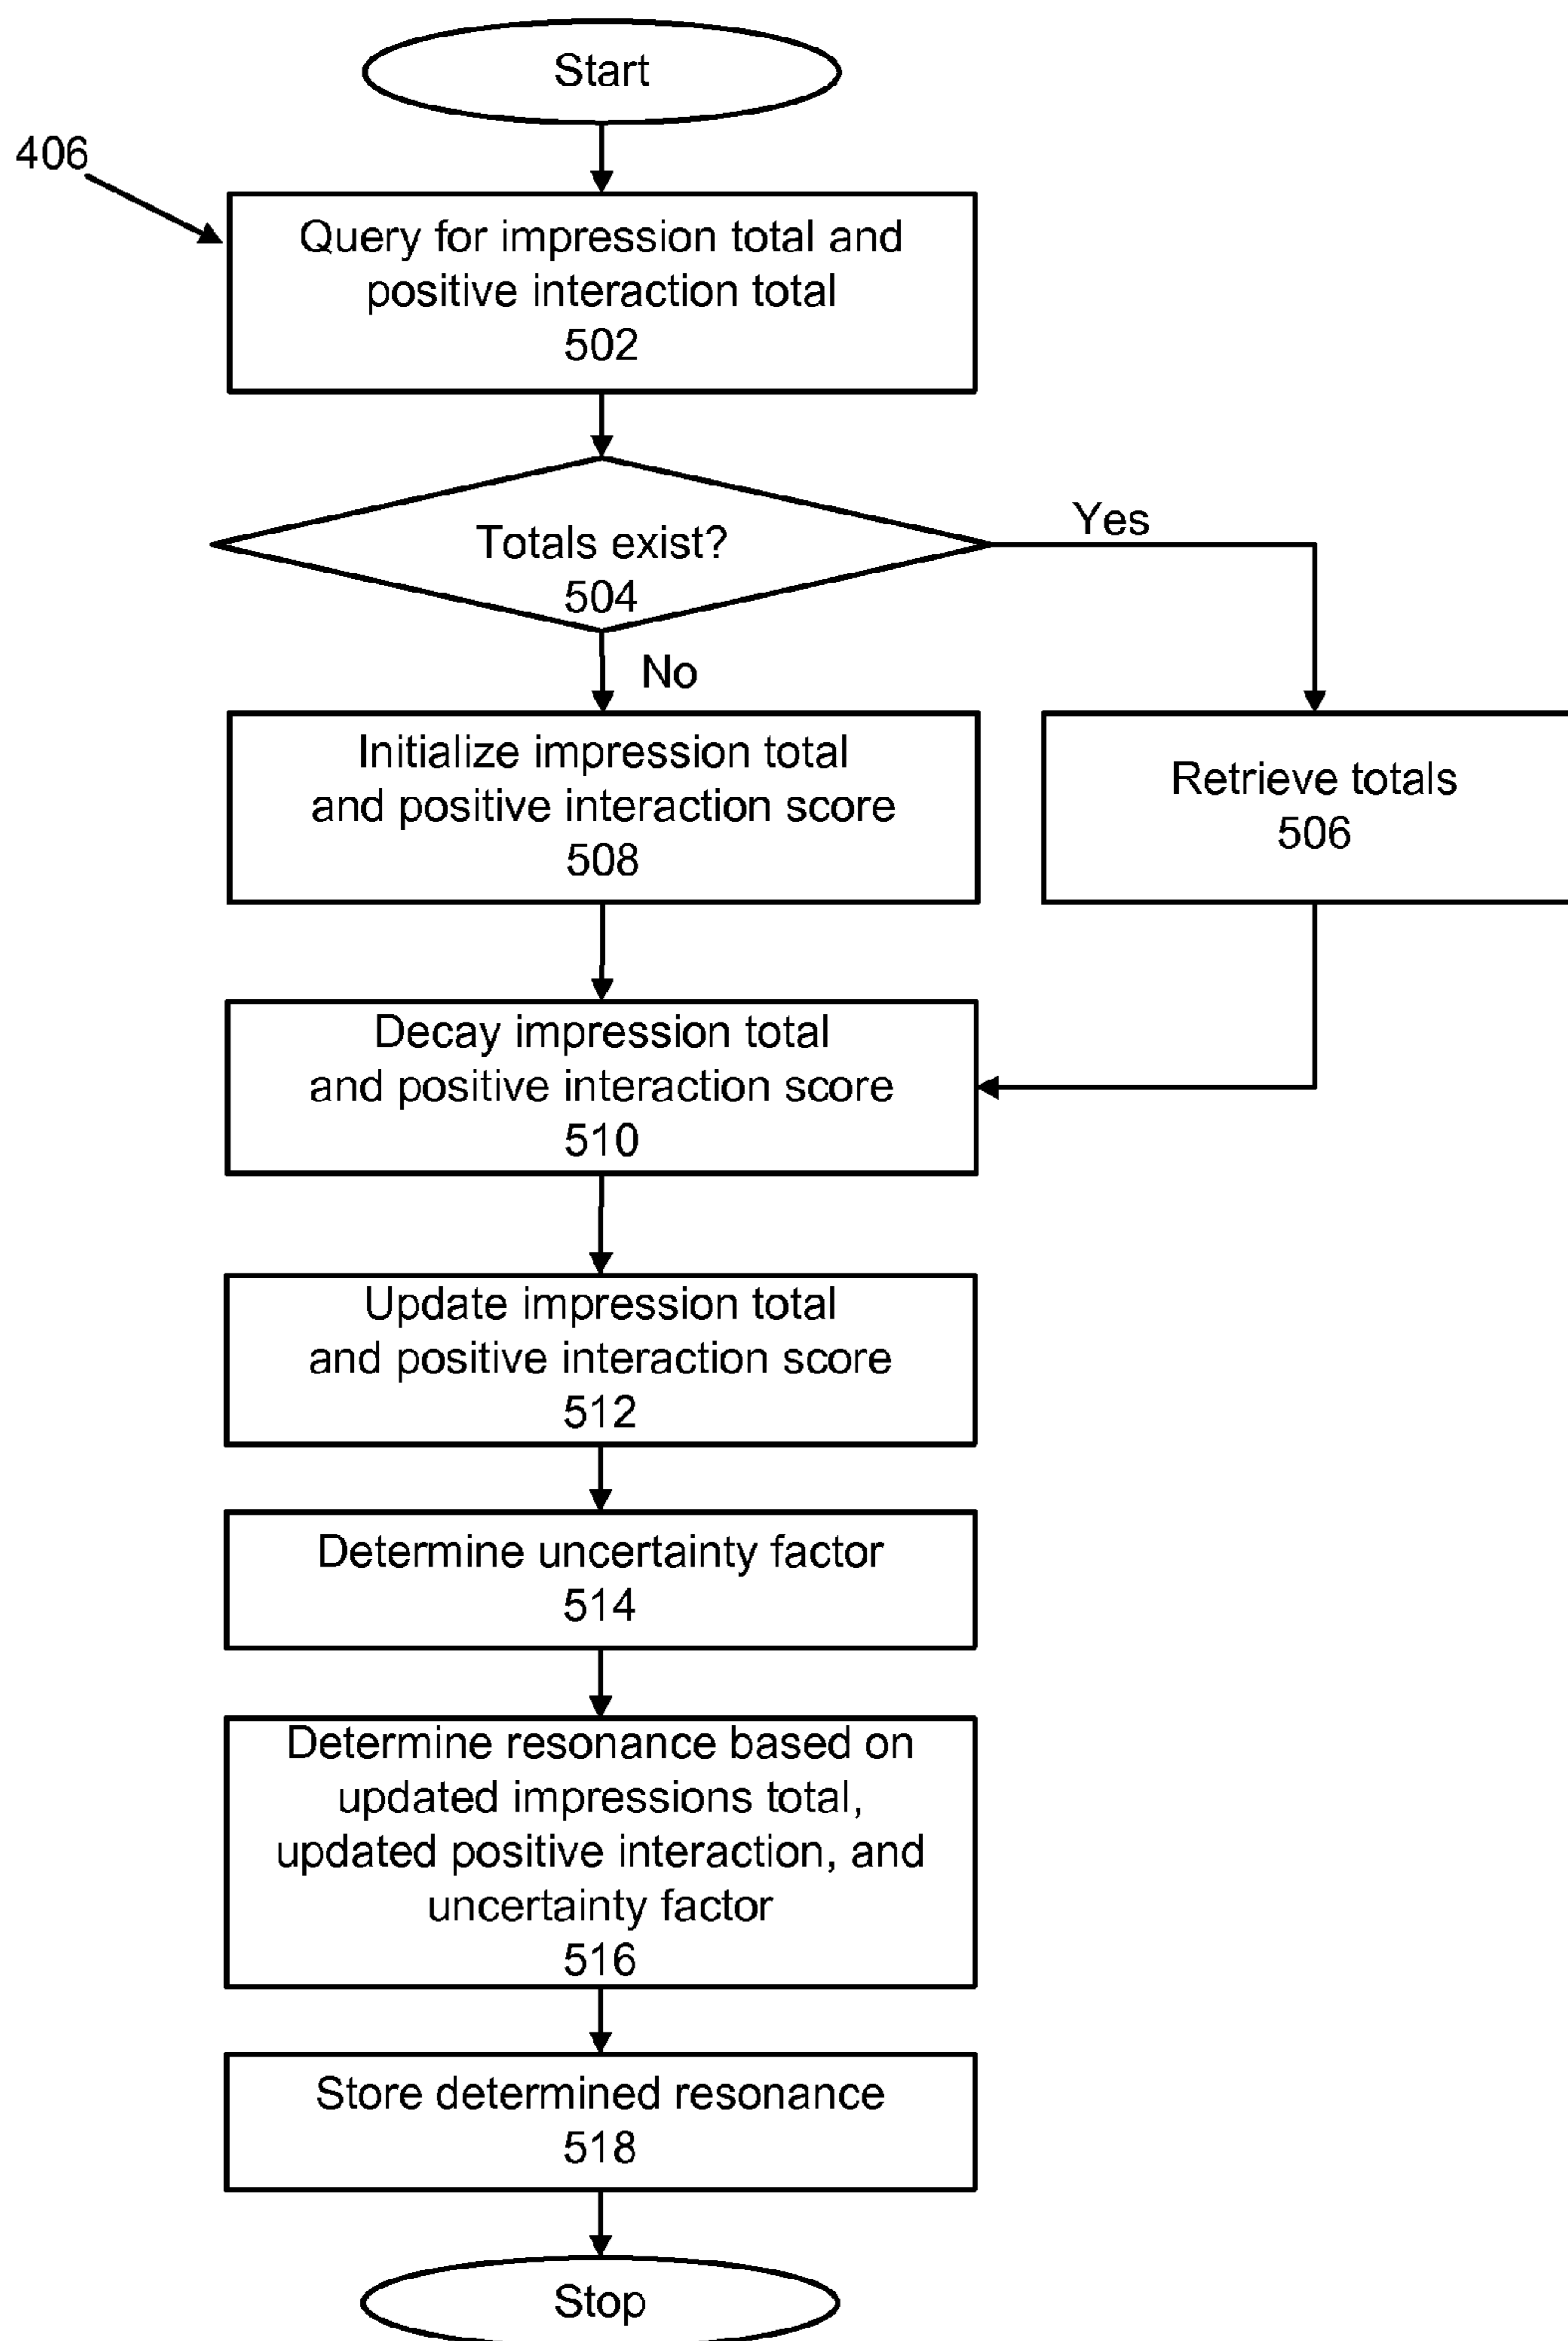 Start
406
Query for impression total and
positive interaction total
502
Totals exist?
504
Yes
No
Initialize impression total
and positive interaction score
508
Retrieve totals
506
Decay impression total
and positive interaction score
510
Update impression total
and positive interaction score
512
Determine uncertainty factor
514
Determine resonance based on
updated impressions total,
updated positive interaction, and
uncertainty factor
516
Store determined resonance
518
Stop